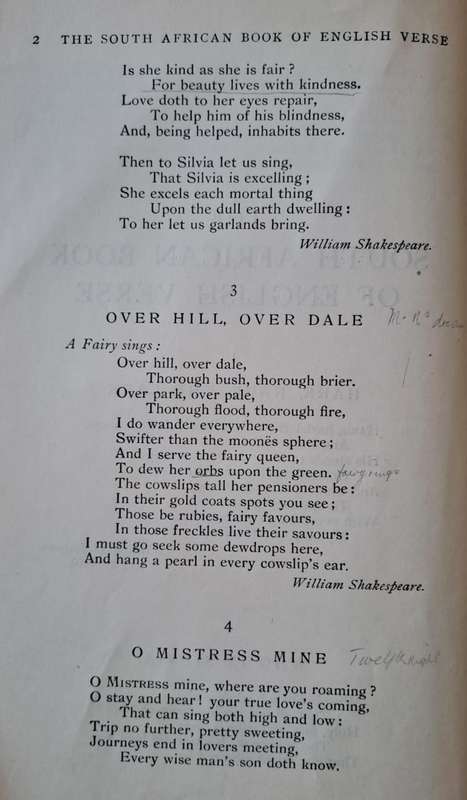 2 THE SOUTH AFRICAN BOOK OF ENGLISH VERSE
Is she kind as she is fair?
For beauty lives with kindness.
Love doth to her eyes repair,
To help him of his blindness,
And, being helped, inhabits there.
Then to Silvia let us sing,
That Silvia is excelling;
She excels each mortal thing
Upon the dull earth dwelling:
To her let us garlands bring.
William Shakespeare.
3
OVER HILL, OVER DALE
A Fairy sings:
Over hill, over dale,
Thorough bush, thorough brier.
Over park, over pale,
Thorough flood, thorough fire,
I do wander everywhere,
Swifter than the moonës sphere;
And I serve the fairy queen,
To dew her orbs upon the green. fairy rings
The cowslips tall her pensioners be:
In their gold coats spots you see;
Those be rubies, fairy favours,
In those freckles live their savours:
I must go seek some dewdrops here,
And hang a pearl in every cowslip's ear.
William Shakespeare.
4
O MISTRESS MINE Twelfth Night
O MISTRESS mine, where are you roaming?
O stay and hear! your true love's coming,
That can sing both high and low:
Trip no further, pretty sweeting,
Journeys end in lovers meeting,
Every wise man's son doth know.